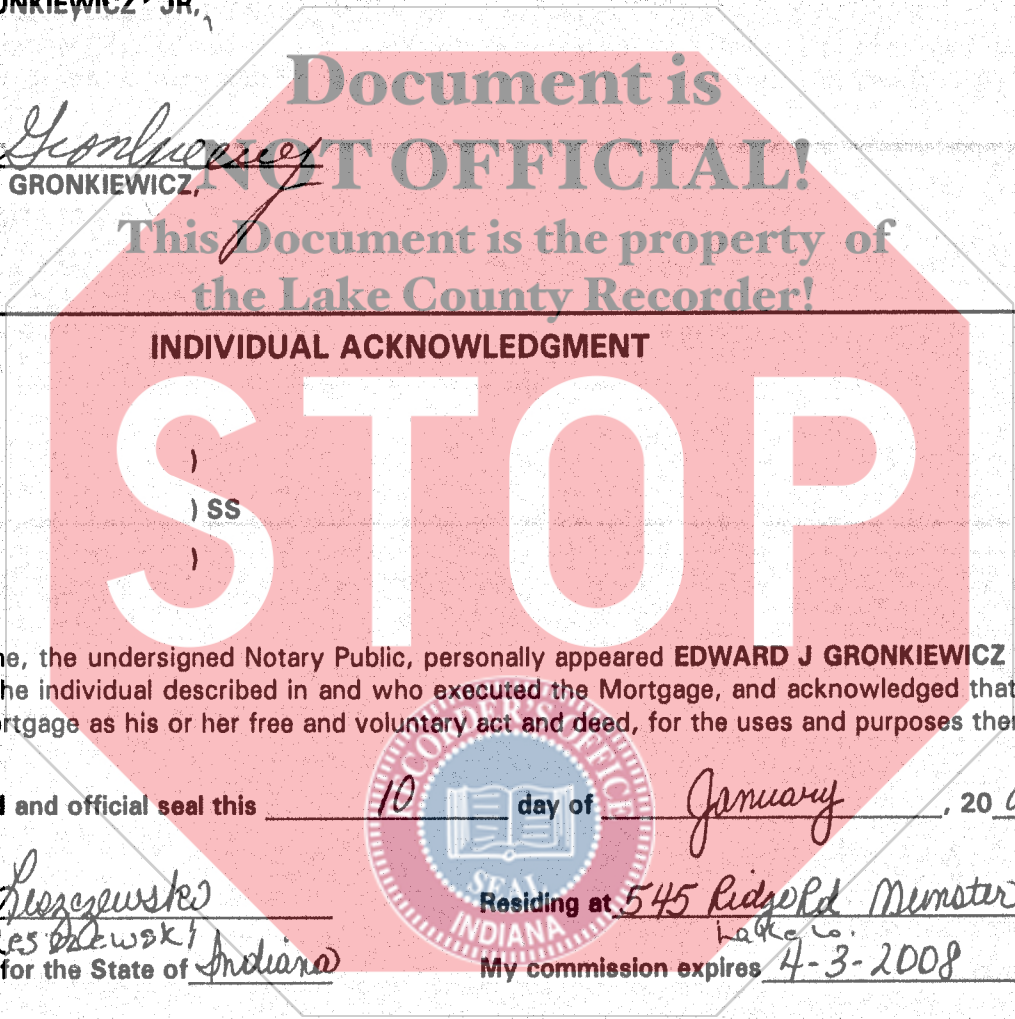 JR,
Document is
NOT OFFICIAL!
GRONKIEWICZ,
This Document is the property of
the Lake County Recorder!
INDIVIDUAL ACKNOWLEDGMENT
STOP
)
) SS
)
the undersigned Notary Public, personally appeared EDWARD J GRONKIEWICZ
individual described in and who executed the Mortgage, and acknowledged that
as his or her free and voluntary act and deed, for the uses and purposes
and official seal this 10 day of January, 20
RECORDER'S OFFICE
SEAL
INDIANA
Residing at 545 Ridge Rd Munster
Lake Co.
for the State of Indiana My commission expires 4-3-2008